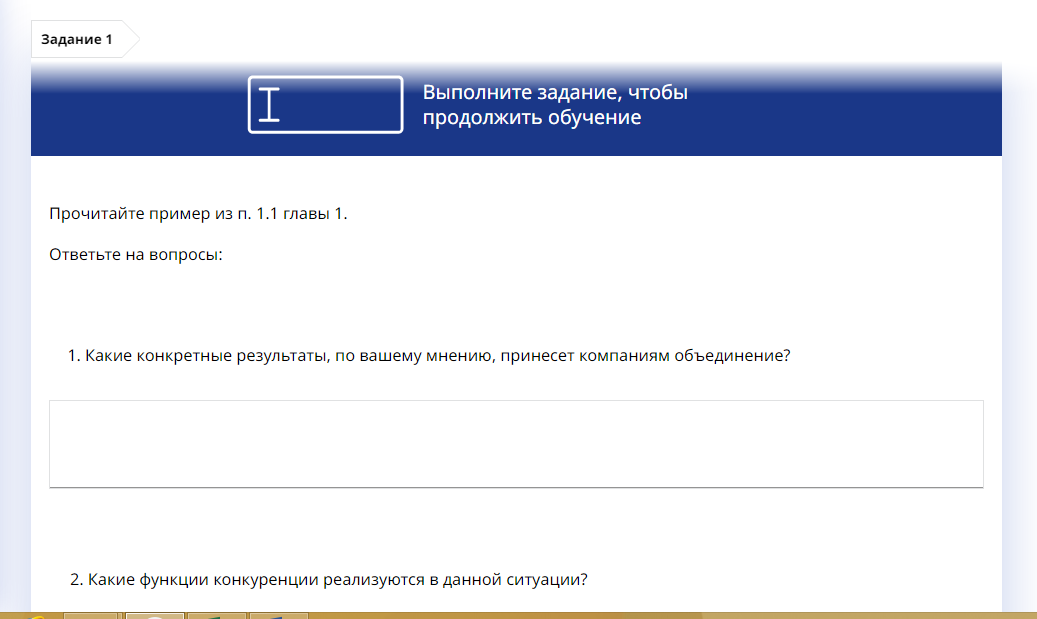 Задание 1
Выполните задание, чтобы
продолжить обучение
Прочитайте пример из п. 1.1 главы 1.
Ответьте на вопросы:
1. Какие конкретные результаты, по вашему мнению, принесет компаниям объединение?
2. Какие функции конкуренции реализуются в данной ситуации?